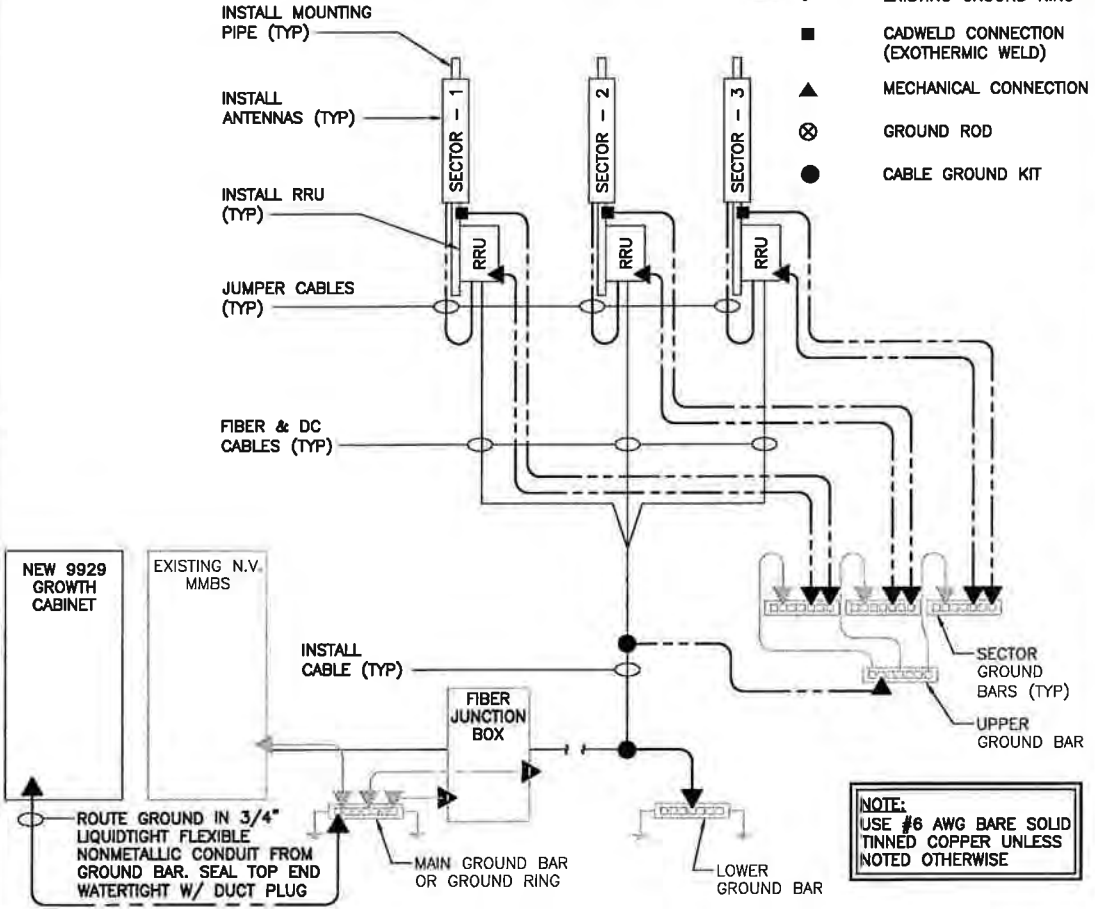 INSTALL MOUNTING
PIPE (TYP)
INSTALL
ANTENNAS (TYP)
INSTALL RRU
(TYP)
JUMPER CABLES
(TYP)
FIBER & DC
CABLES (TYP)
SECTOR - 1
SECTOR - 2
SECTOR - 3
RRU
RRU
RRU
EXISTING GROUND RING
CADWELD CONNECTION
(EXOTHERMIC WELD)
MECHANICAL CONNECTION
GROUND ROD
CABLE GROUND KIT
NEW 9929
GROWTH
CABINET
EXISTING N.V.
MMBS
INSTALL
CABLE (TYP)
FIBER
JUNCTION
BOX
SECTOR
GROUND
BARS (TYP)
UPPER
GROUND BAR
ROUTE GROUND IN 3/4"
LIQUIDTIGHT FLEXIBLE
NONMETALLIC CONDUIT FROM
GROUND BAR. SEAL TOP END
WATERTIGHT W/ DUCT PLUG
MAIN GROUND BAR
OR GROUND RING
LOWER
GROUND BAR
NOTE:
USE #6 AWG BARE SOLID
TINNED COPPER UNLESS
NOTED OTHERWISE